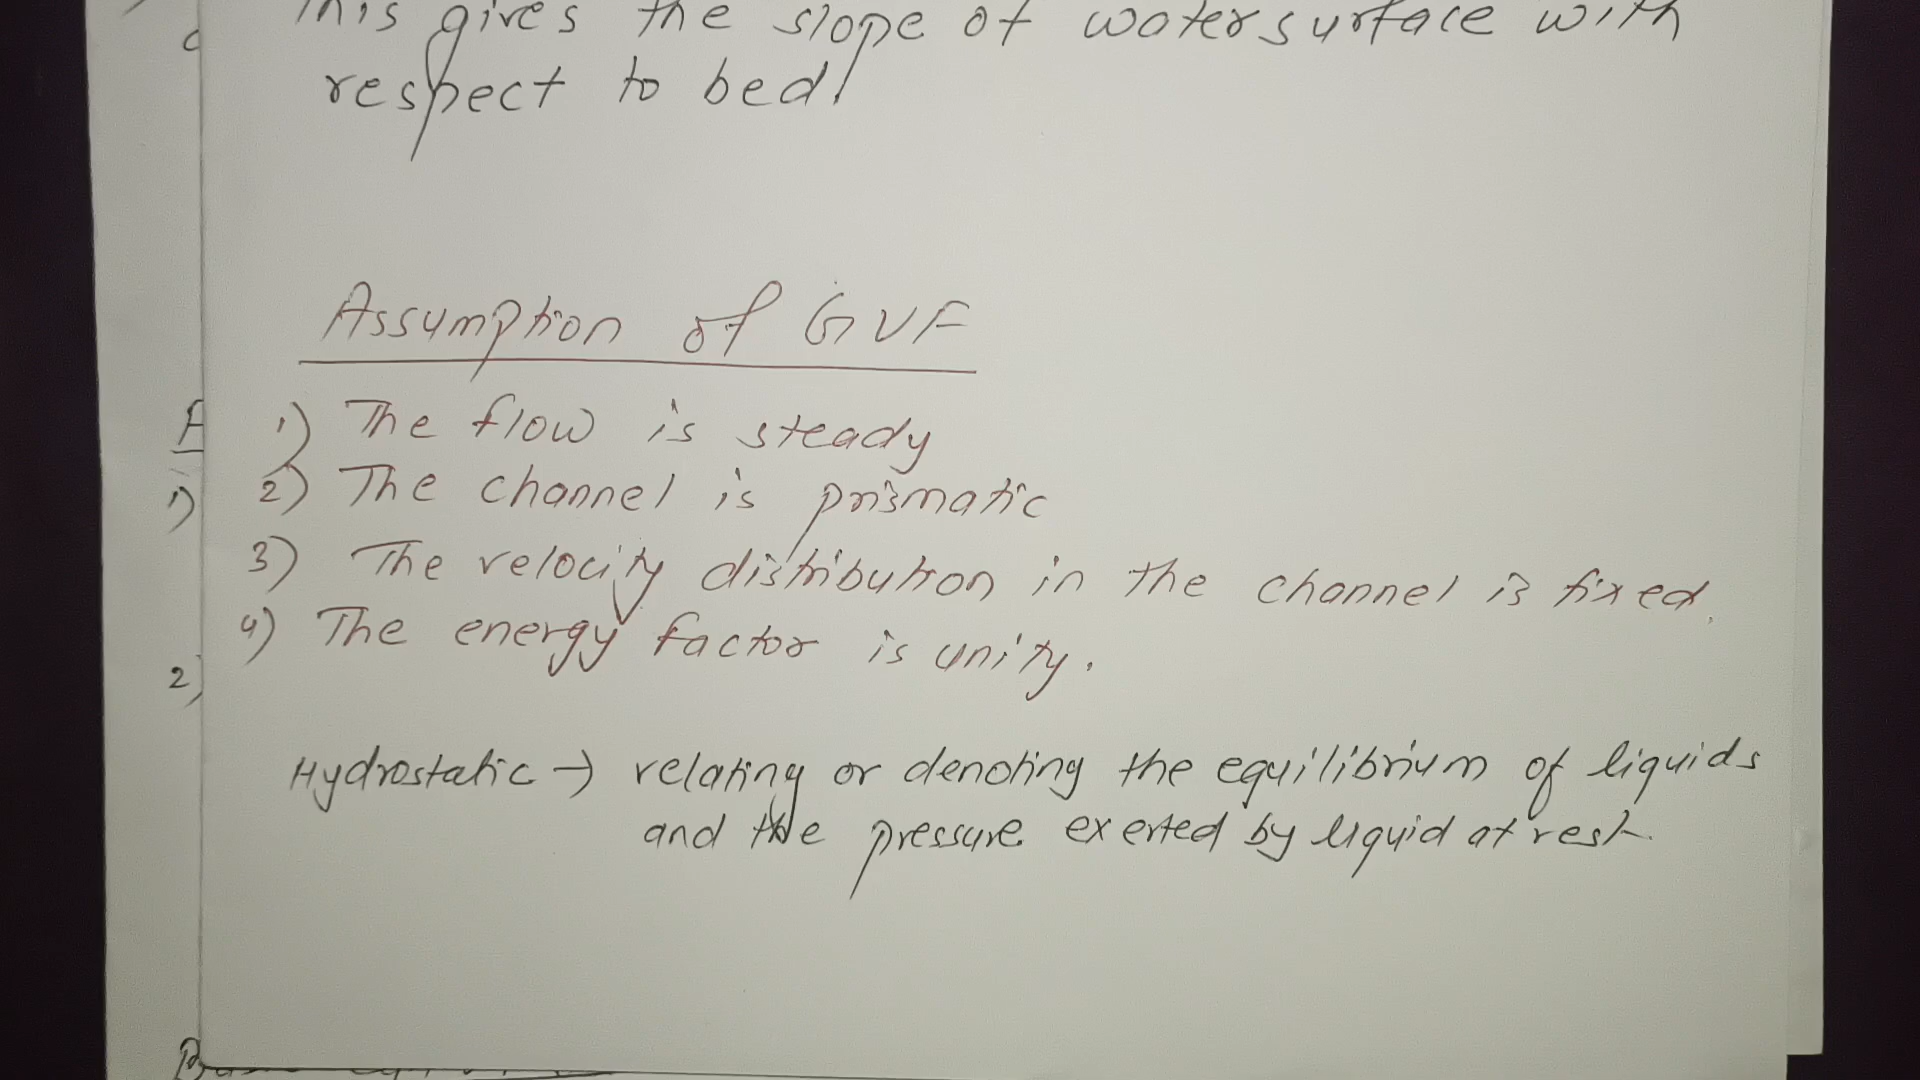 This gives the slope of water surface with
respect to bed/
Assumption of GVF
1) The flow is steady
2) The channel is prismatic
3) The velocity distribution in the channel is fixed.
4) The energy factor is unity.
Hydrostatic → relating or denoting the equilibrium of liquids
and the pressure exerted by liquid at rest.
1)
2)